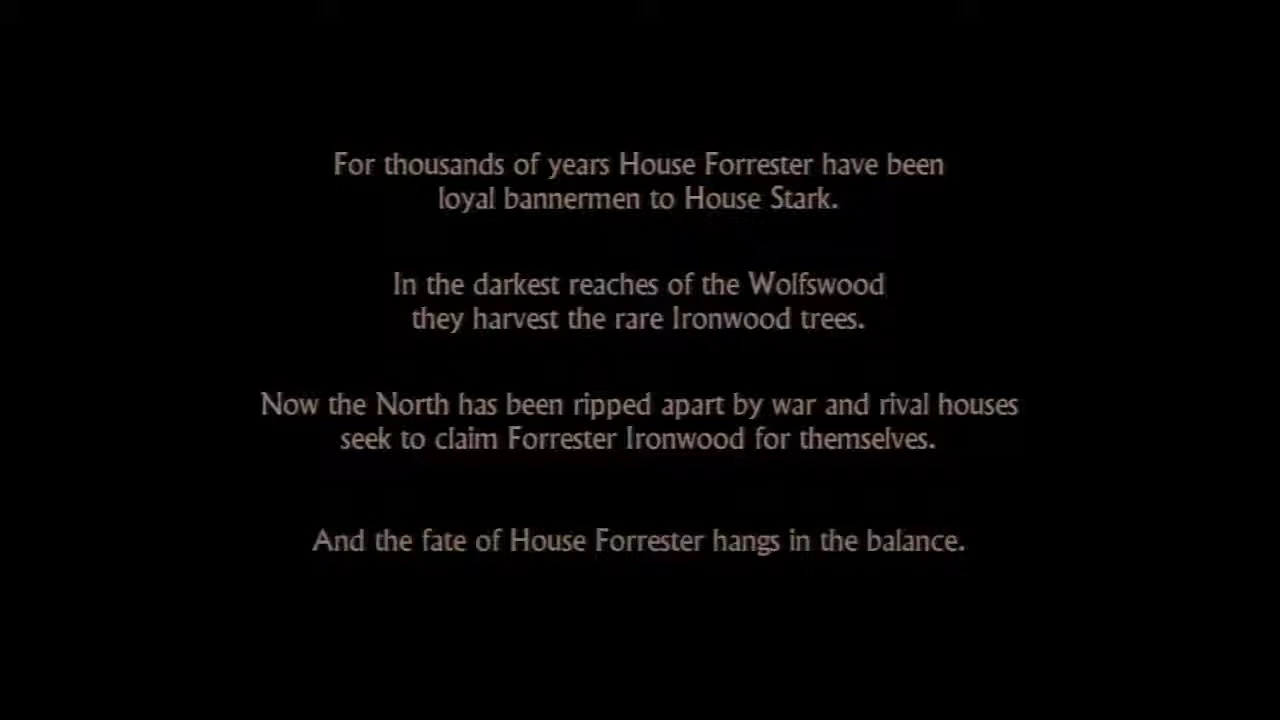 For thousands of years House Forrester have been
loyal bannermen to House Stark.
In the darkest reaches of the Wolfswood
they harvest the rare Ironwood trees.
Now the North has been ripped apart by war and rival houses
seek to claim Forrester Ironwood for themselves.
And the fate of House Forrester hangs in the balance.